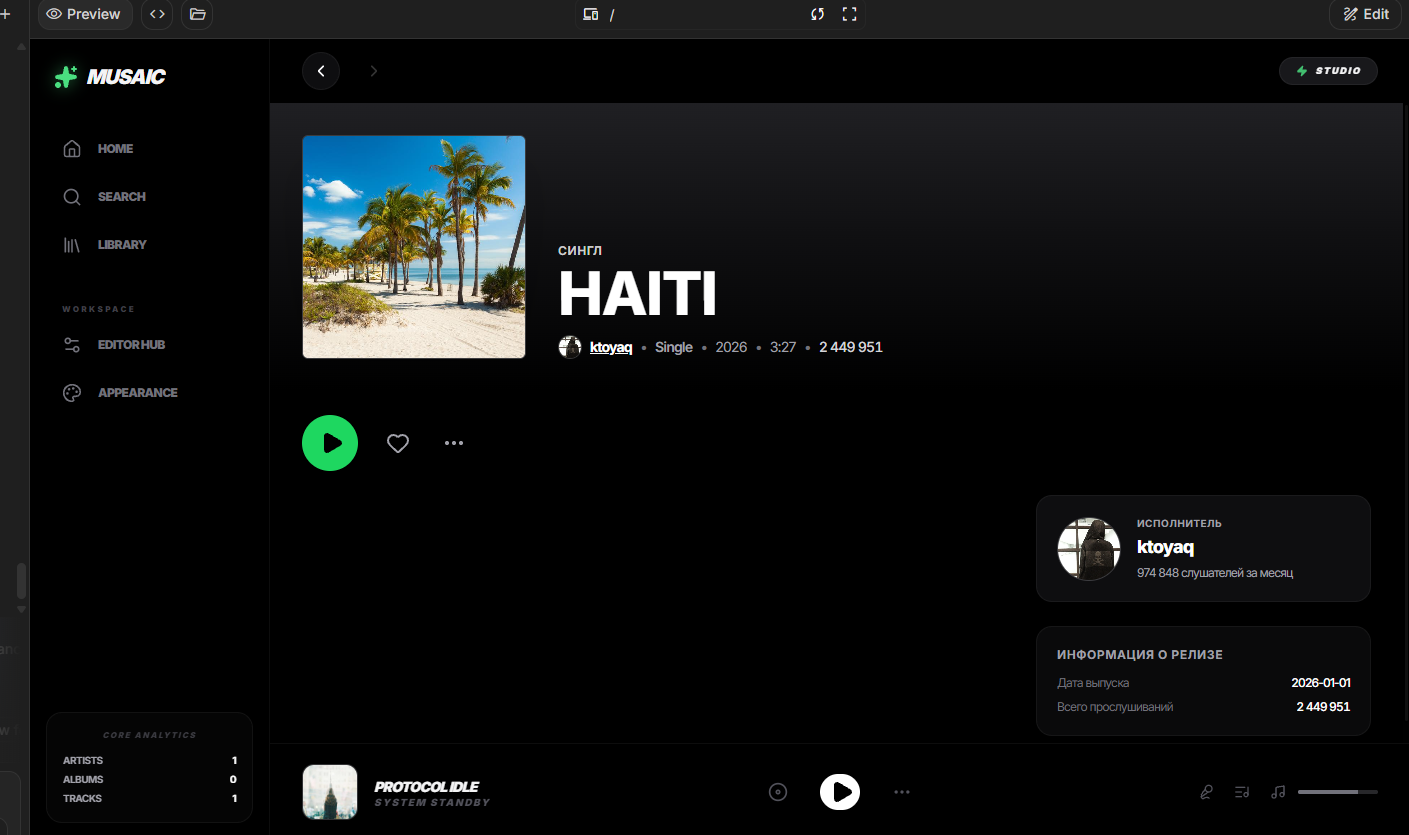 Preview
/
Edit
MUSAIC
STUDIO
HOME
SEARCH
LIBRARY
WORKSPACE
EDITOR HUB
APPEARANCE
СИНГЛ
HAITI
ktoyaq • Single • 2026 • 3:27 • 2 449 951
ИСПОЛНИТЕЛЬ
ktoyaq
974 848 слушателей за месяц
ИНФОРМАЦИЯ О РЕЛИЗЕ
Дата выпуска 2026-01-01
Всего прослушиваний 2 449 951
CORE ANALYTICS
ARTISTS 1
ALBUMS 0
TRACKS 1
PROTOCOL IDLE
SYSTEM STANDBY